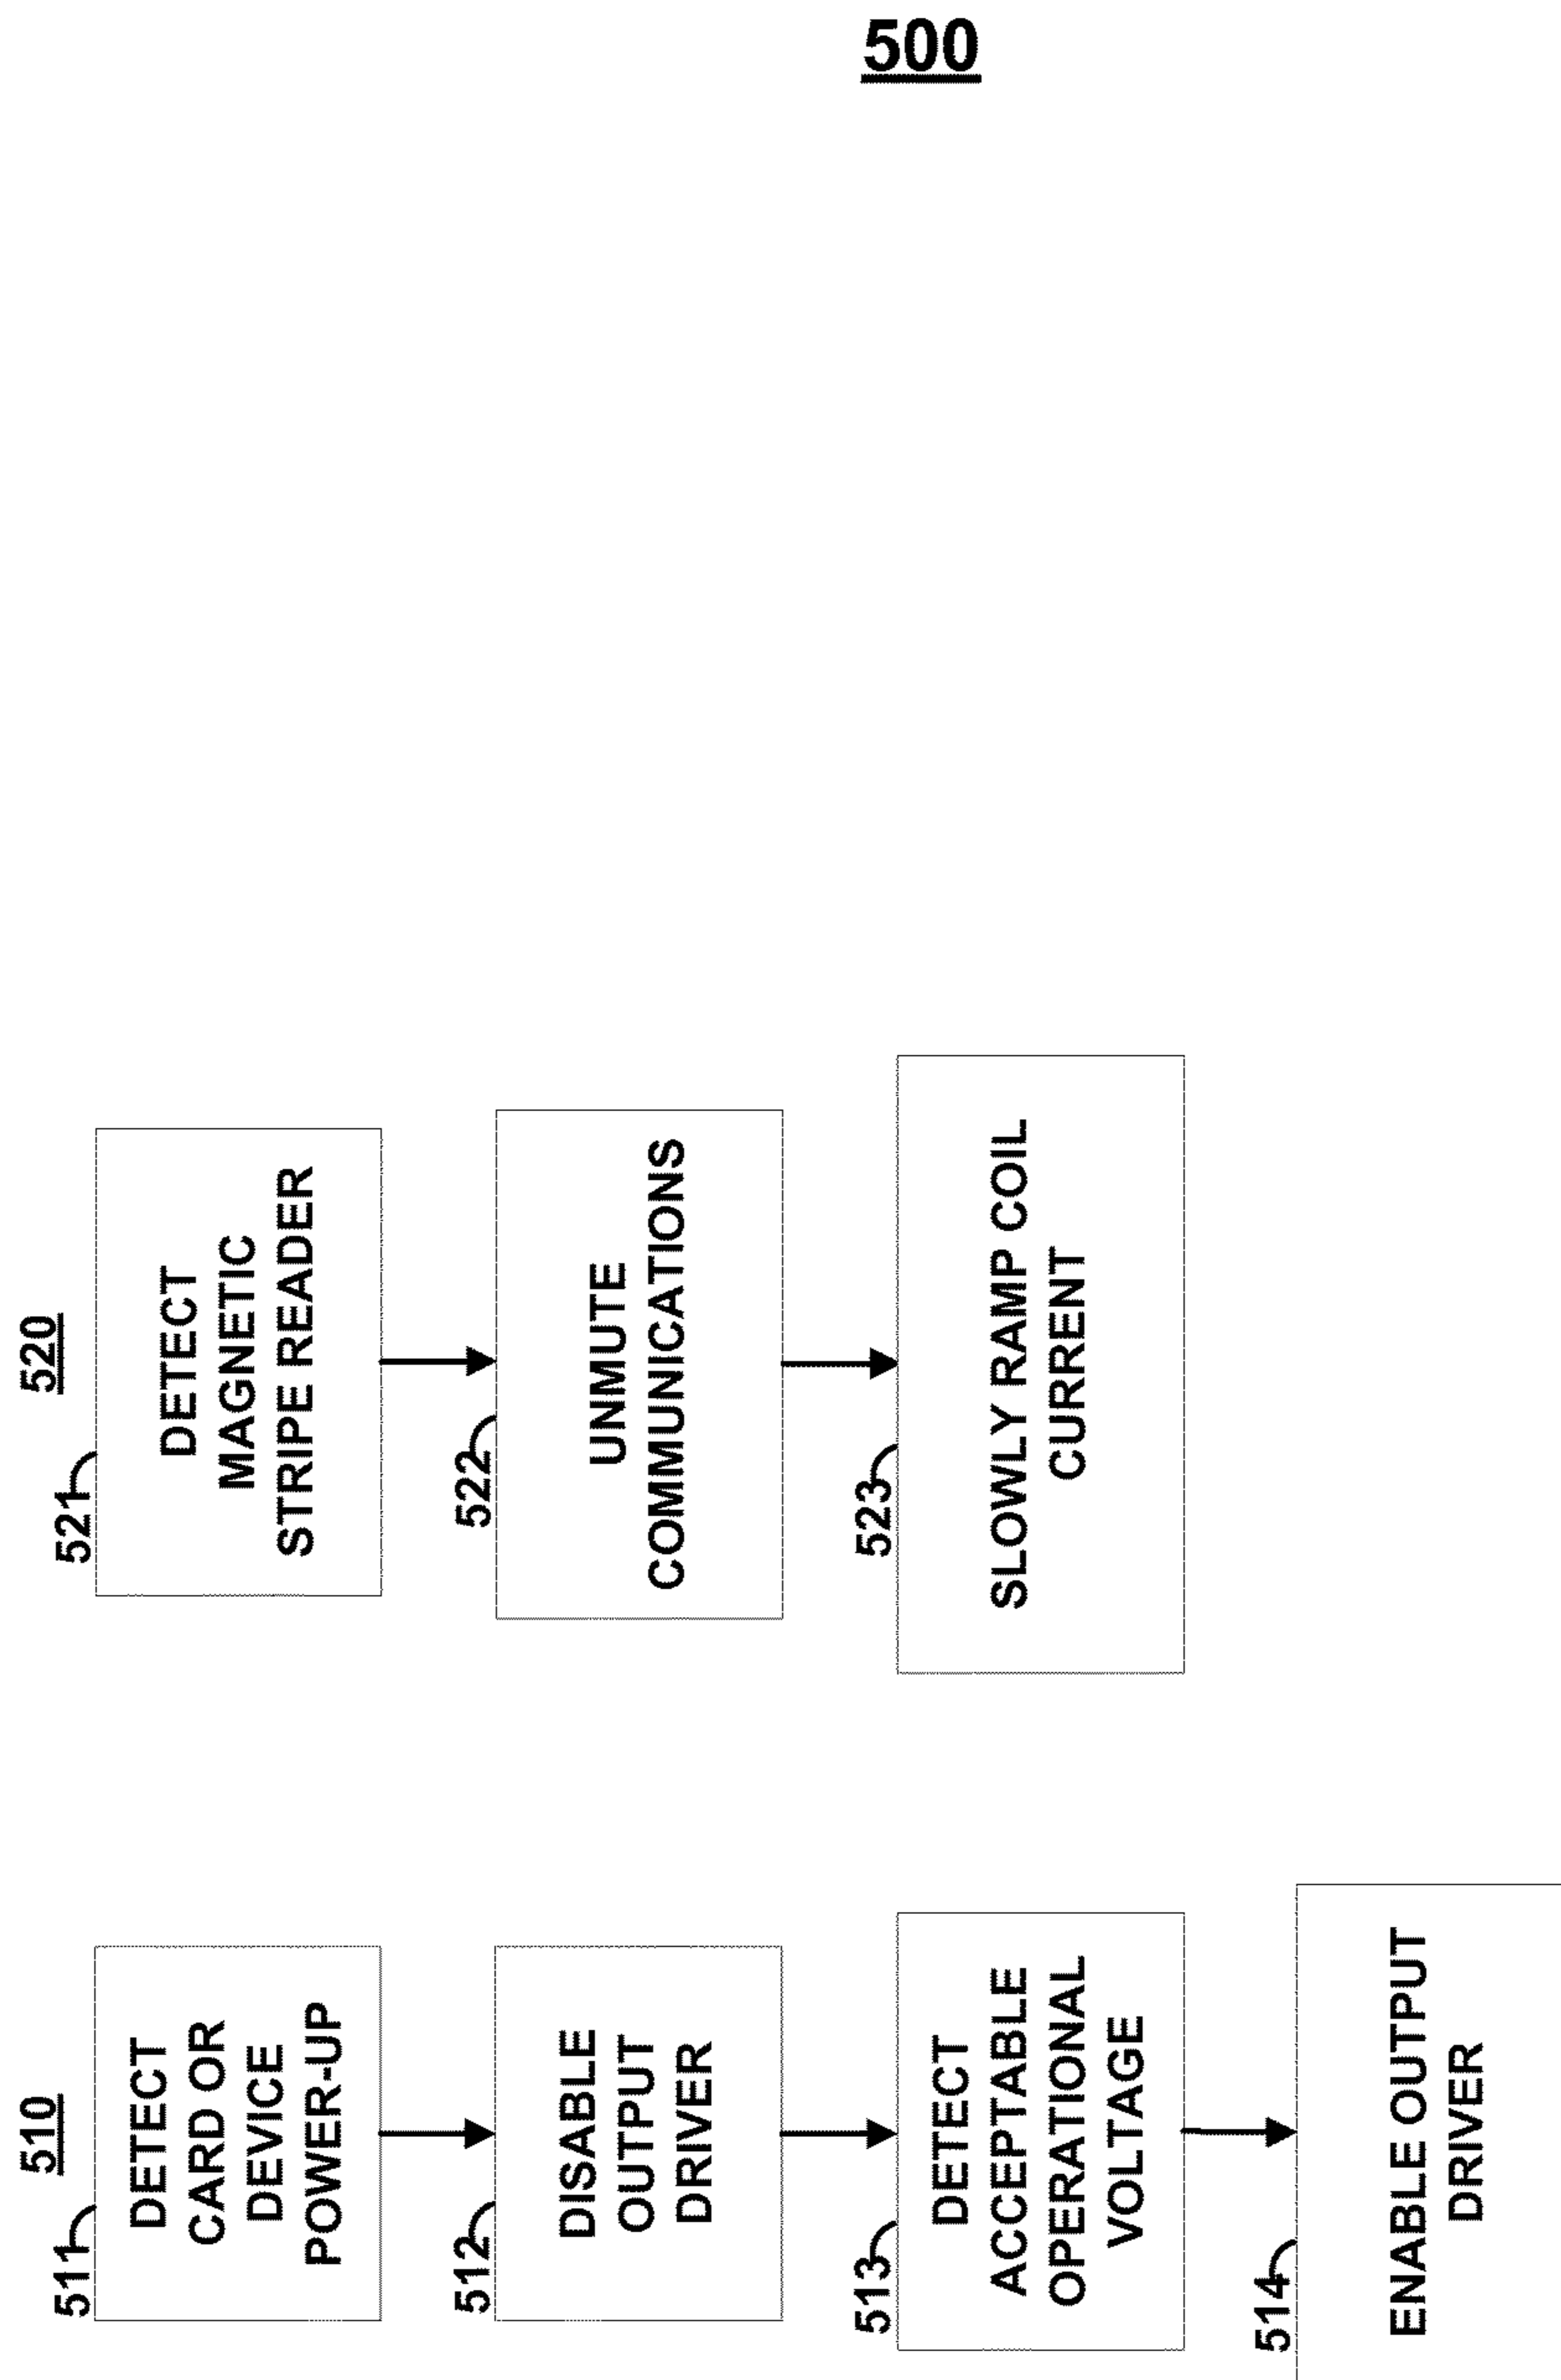 500
510
511
DETECT
CARD OR
DEVICE
POWER-UP
512
DISABLE
OUTPUT
DRIVER
513
DETECT
ACCEPTABLE
OPERATIONAL
VOLTAGE
514
ENABLE OUTPUT
DRIVER
520
521
DETECT
MAGNETIC
STRIPE READER
522
UNMUTE
COMMUNICATIONS
523
SLOWLY RAMP COIL
CURRENT